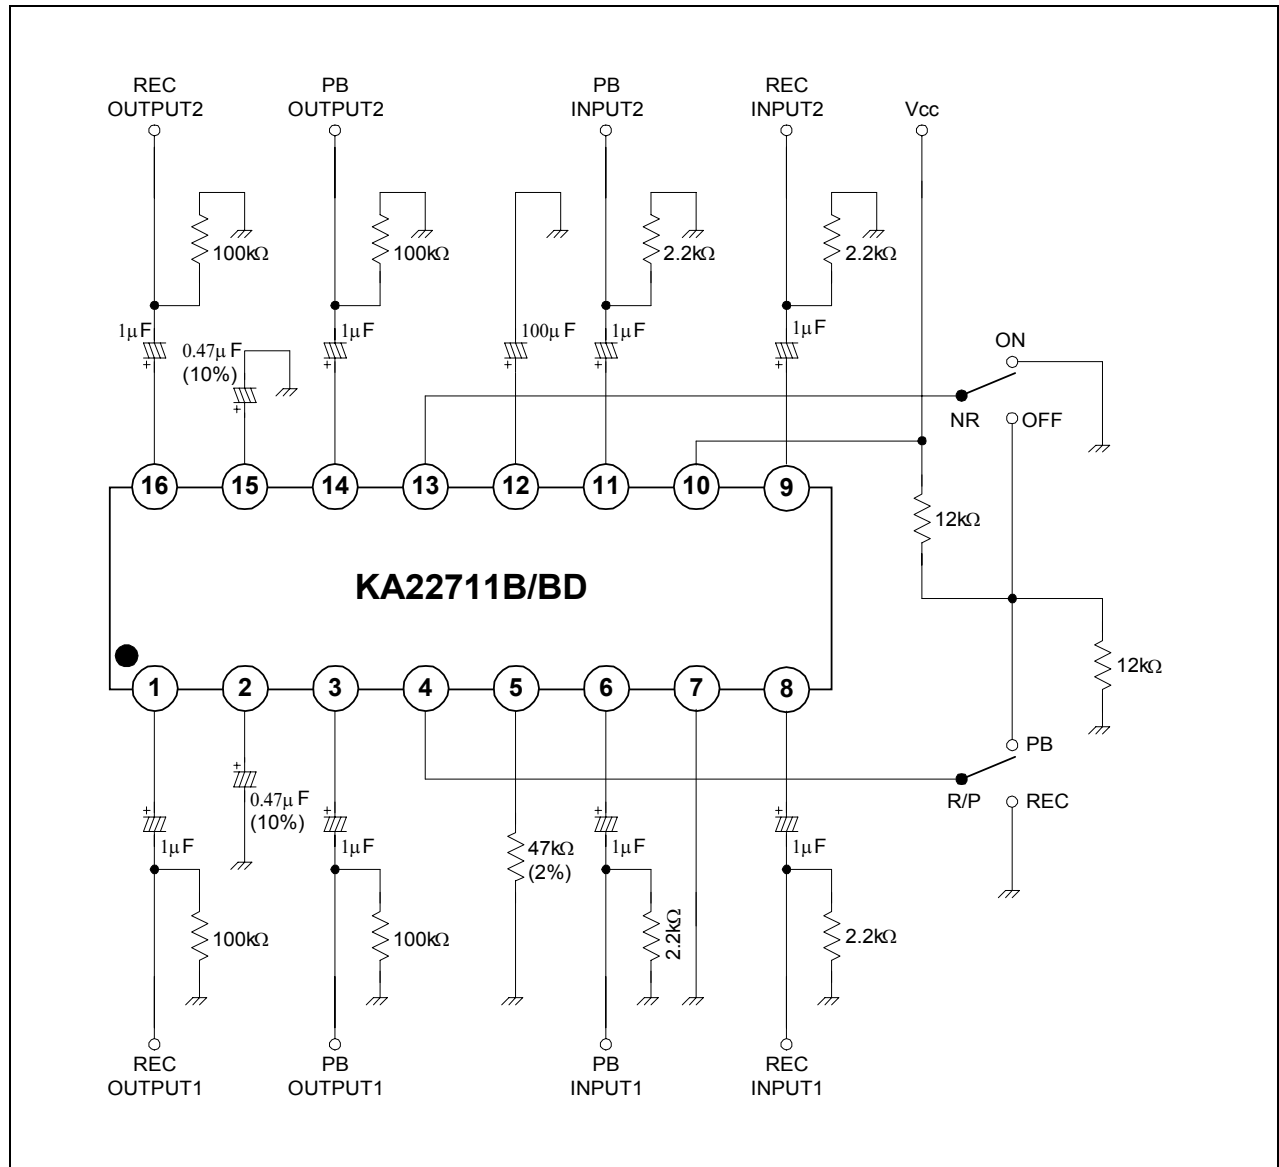 REC
OUTPUT2
PB
OUTPUT2
PB
INPUT2
REC
INPUT2
Vcc
100kΩ
100kΩ
2.2kΩ
2.2kΩ
1μF
0.47μF
(10%)
1μF
100μF
1μF
1μF
ON
NR
OFF
+
+
+
+
+
+
16
15
14
13
12
11
10
9
12kΩ
KA22711B/BD
12kΩ
1
2
3
4
5
6
7
8
PB
R/P
REC
+
+
+
+
+
0.47μF
(10%)
1μF
1μF
47kΩ
(2%)
1μF
1μF
100kΩ
100kΩ
2.2kΩ
2.2kΩ
REC
OUTPUT1
PB
OUTPUT1
PB
INPUT1
REC
INPUT1